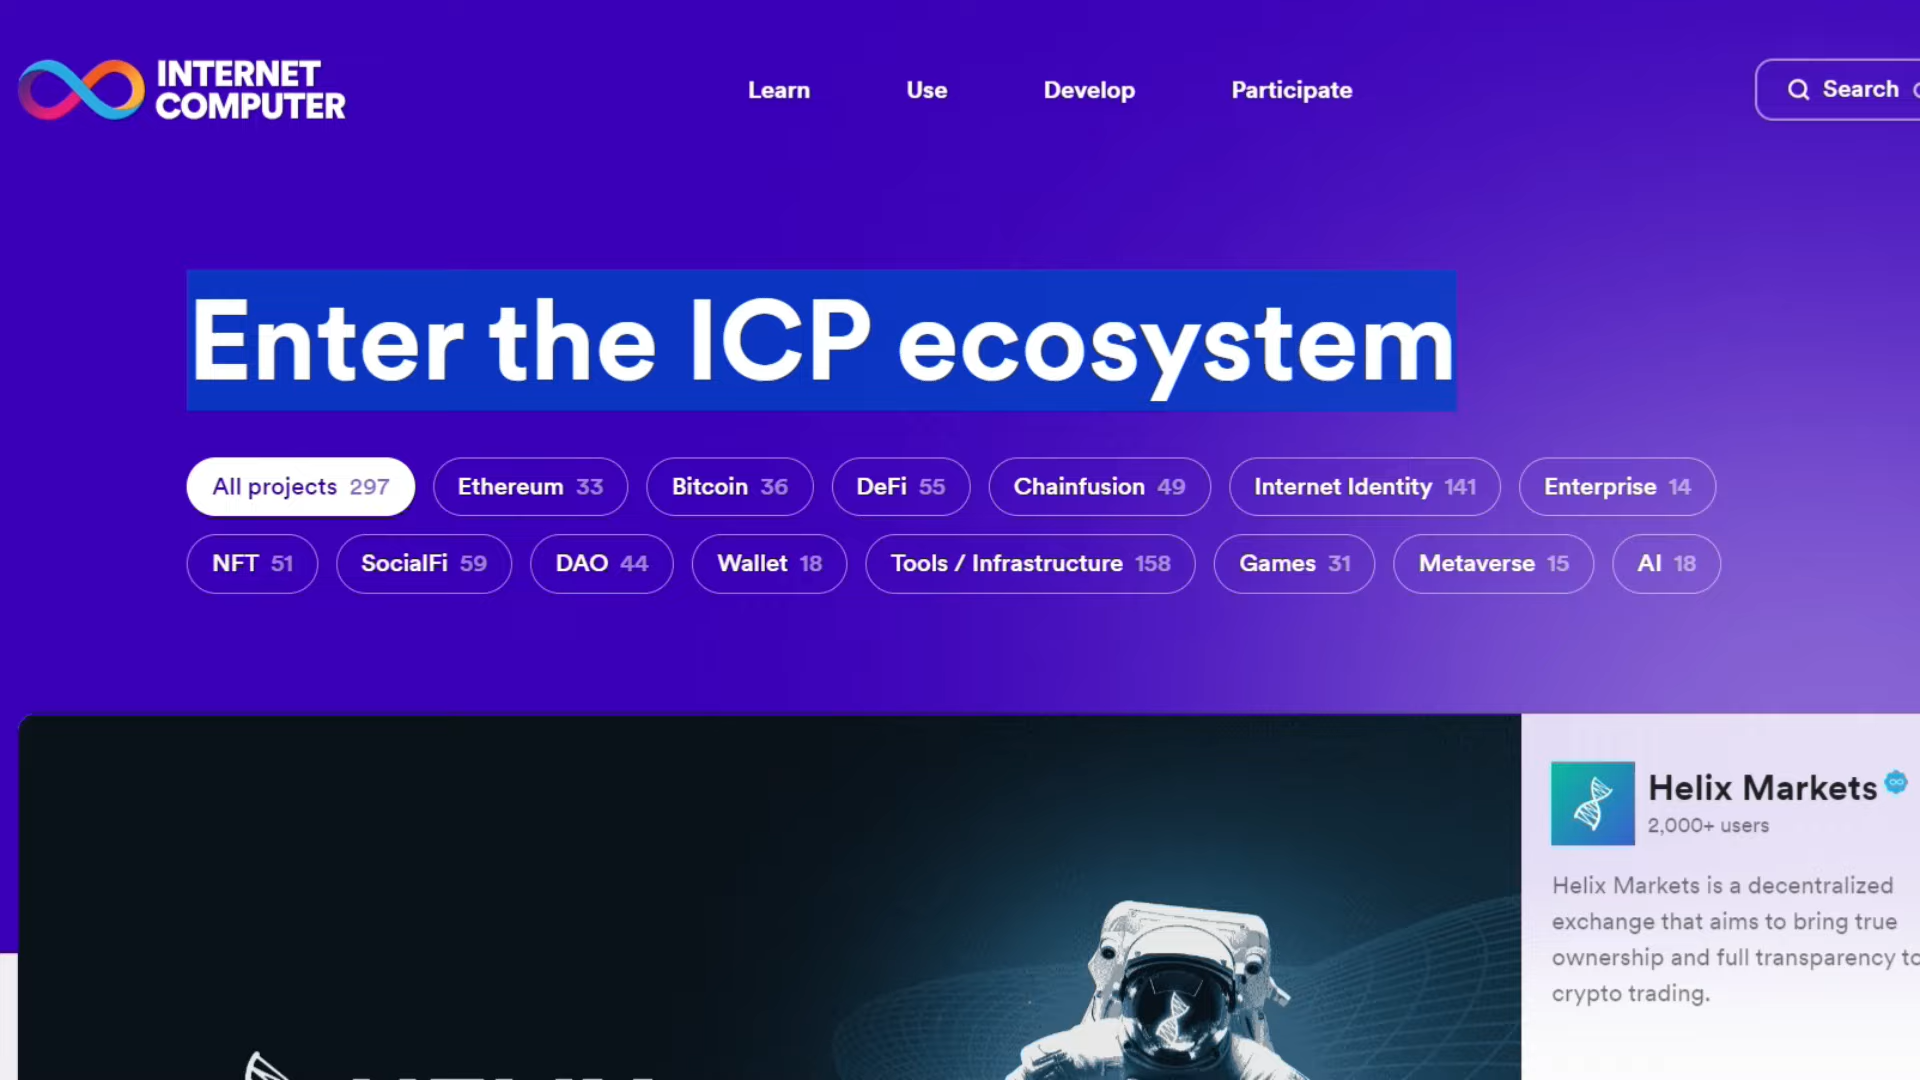 INTERNET
COMPUTER
Learn Use Develop Participate
Search
Enter the ICP ecosystem
All projects 297 Ethereum 33 Bitcoin 36 DeFi 55 Chainfusion 49 Internet Identity 141 Enterprise 14
NFT 51 SocialFi 59 DAO 44 Wallet 18 Tools / Infrastructure 158 Games 31 Metaverse 15 AI 18
Helix Markets
2,000+ users
Helix Markets is a decentralized
exchange that aims to bring true
ownership and full transparency to
crypto trading.